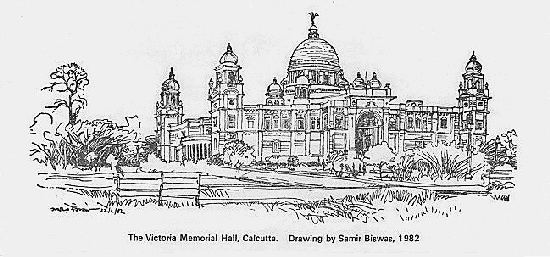 The Victoria Memorial Hall, Calcutta. Drawing by Samir Biswas, 1982